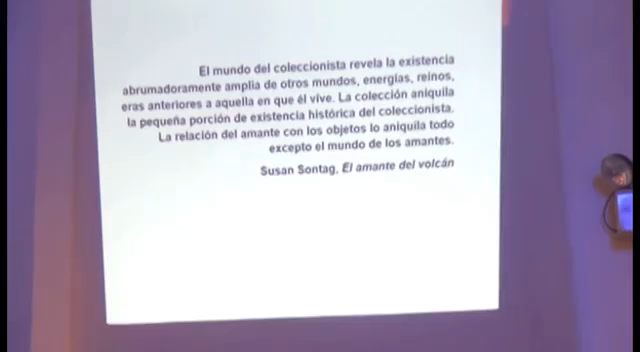 El mundo del coleccionista revela la existencia
abrumadoramente amplia de otros mundos, energías, reinos,
eras anteriores a aquella en que él vive. La colección aniquila
la pequeña porción de existencia histórica del coleccionista.
La relación del amante con los objetos lo aniquila todo
excepto el mundo de los amantes.
Susan Sontag, El amante del volcán